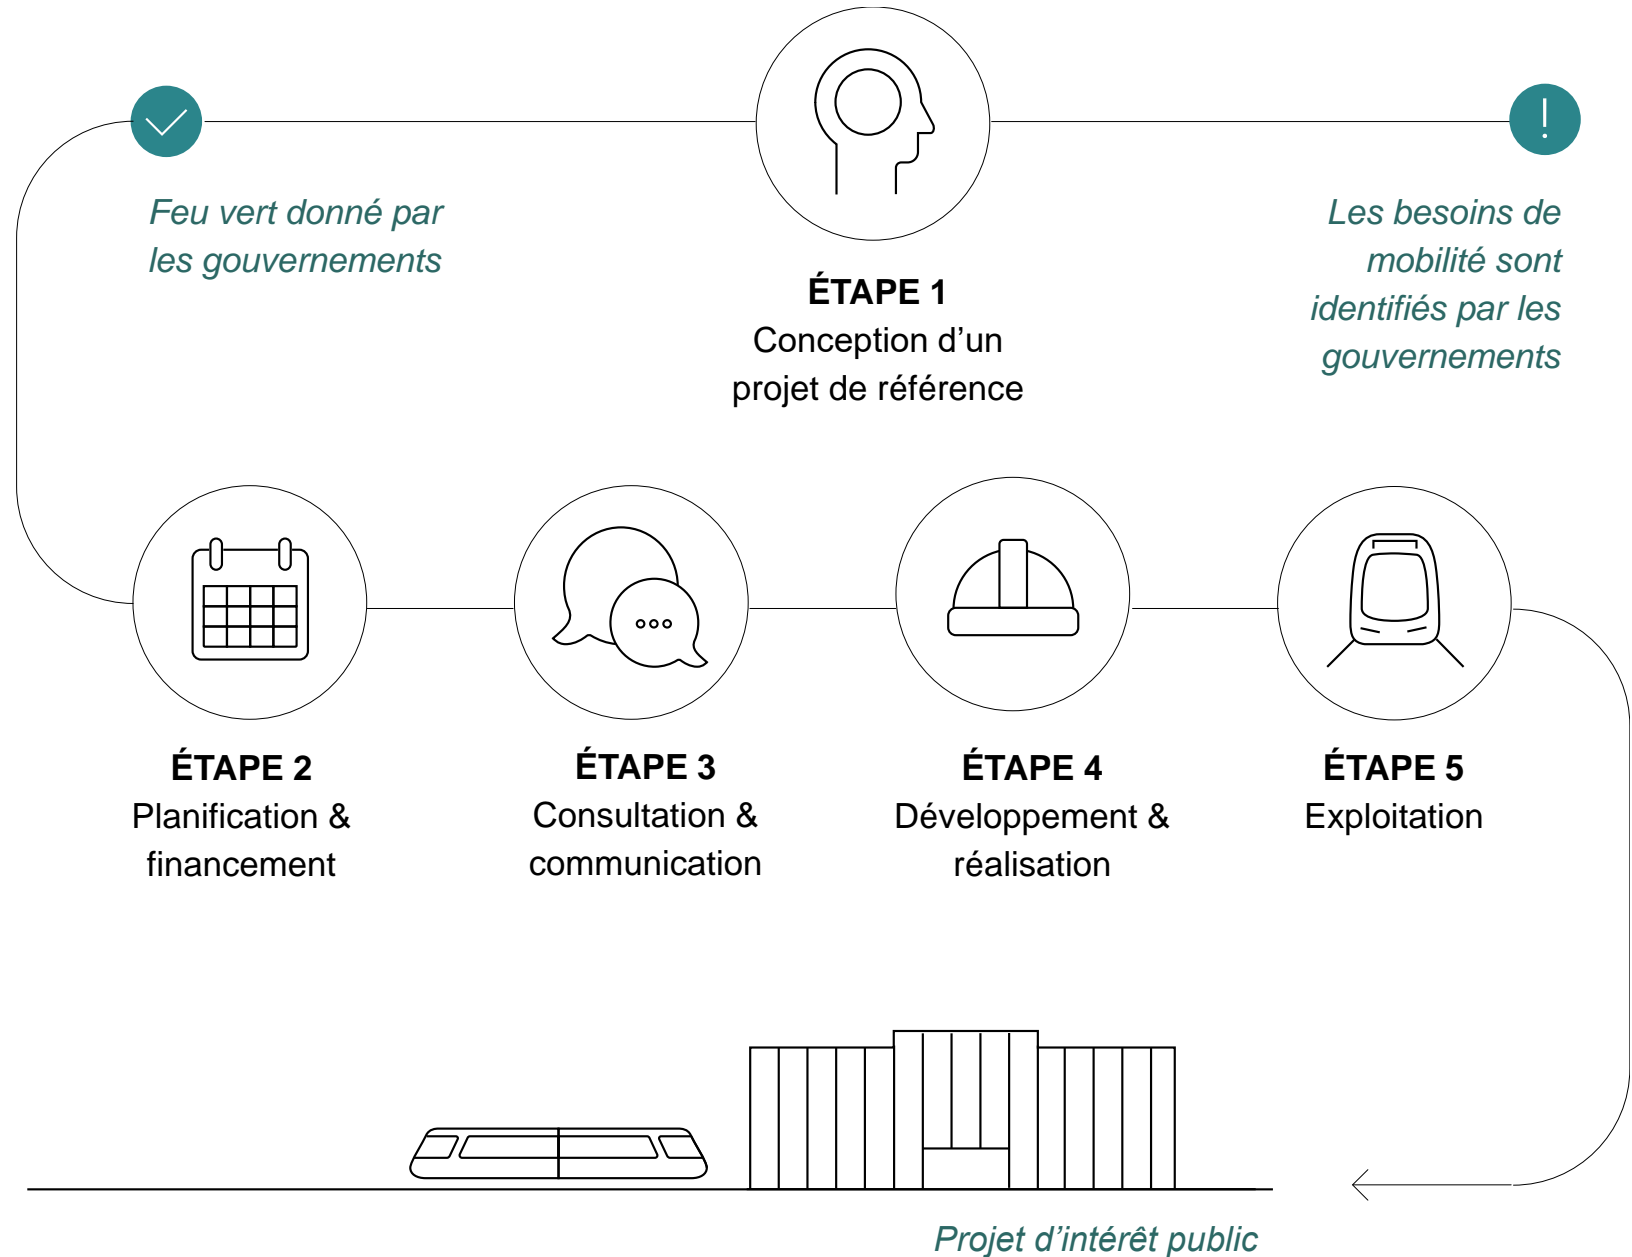 Feu vert donné par
les gouvernements
ÉTAPE 1
Conception d’un
projet de référence
Les besoins de
mobilité sont
identifiés par les
gouvernements
ÉTAPE 2
Planification &
financement
ÉTAPE 3
Consultation &
communication
ÉTAPE 4
Développement &
réalisation
ÉTAPE 5
Exploitation
Projet d’intérêt public